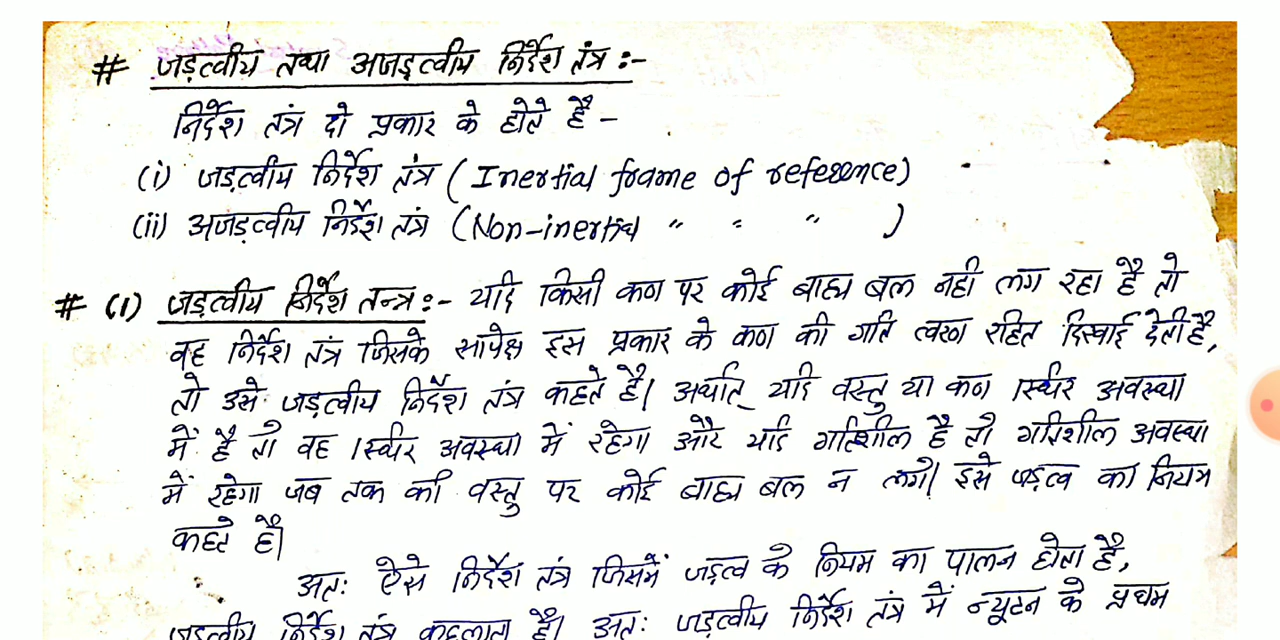 # जड़त्वीय तथा अजड़त्वीय निर्देश तंत्र :-
निर्देश तंत्र दो प्रकार के होते है -
(i) जड़त्वीय निर्देश तंत्र (Inertial frame of reference)
(ii) अजड़त्वीय निर्देश तंत्र (Non-inertial " " " )
# (1) जड़त्वीय निर्देश तन्त्र :- यदि किसी कण पर कोई बाह्य बल नही लग रहा है तो
वह निर्देश तंत्र जिसके सापेक्ष इस प्रकार के कण की गति त्वरण रहित दिखाई देती है,
तो उसे जड़त्वीय निर्देश तंत्र कहते है। अर्थात् यदि वस्तु या कण स्थिर अवस्था
में है तो वह स्थिर अवस्था में रहेगा और यदि गतिशील है तो गतिशील अवस्था
में रहेगा जब तक की वस्तु पर कोई बाह्य बल न लगे। इसे जड़त्व का नियम
कहते है।
अतः ऐसे निर्देश तंत्र जिसमें जड़त्व के नियम का पालन होता है,
जड़त्वीय निर्देश तंत्र कहलाता है। अतः जड़त्वीय निर्देश तंत्र में न्यूटन के प्रथम